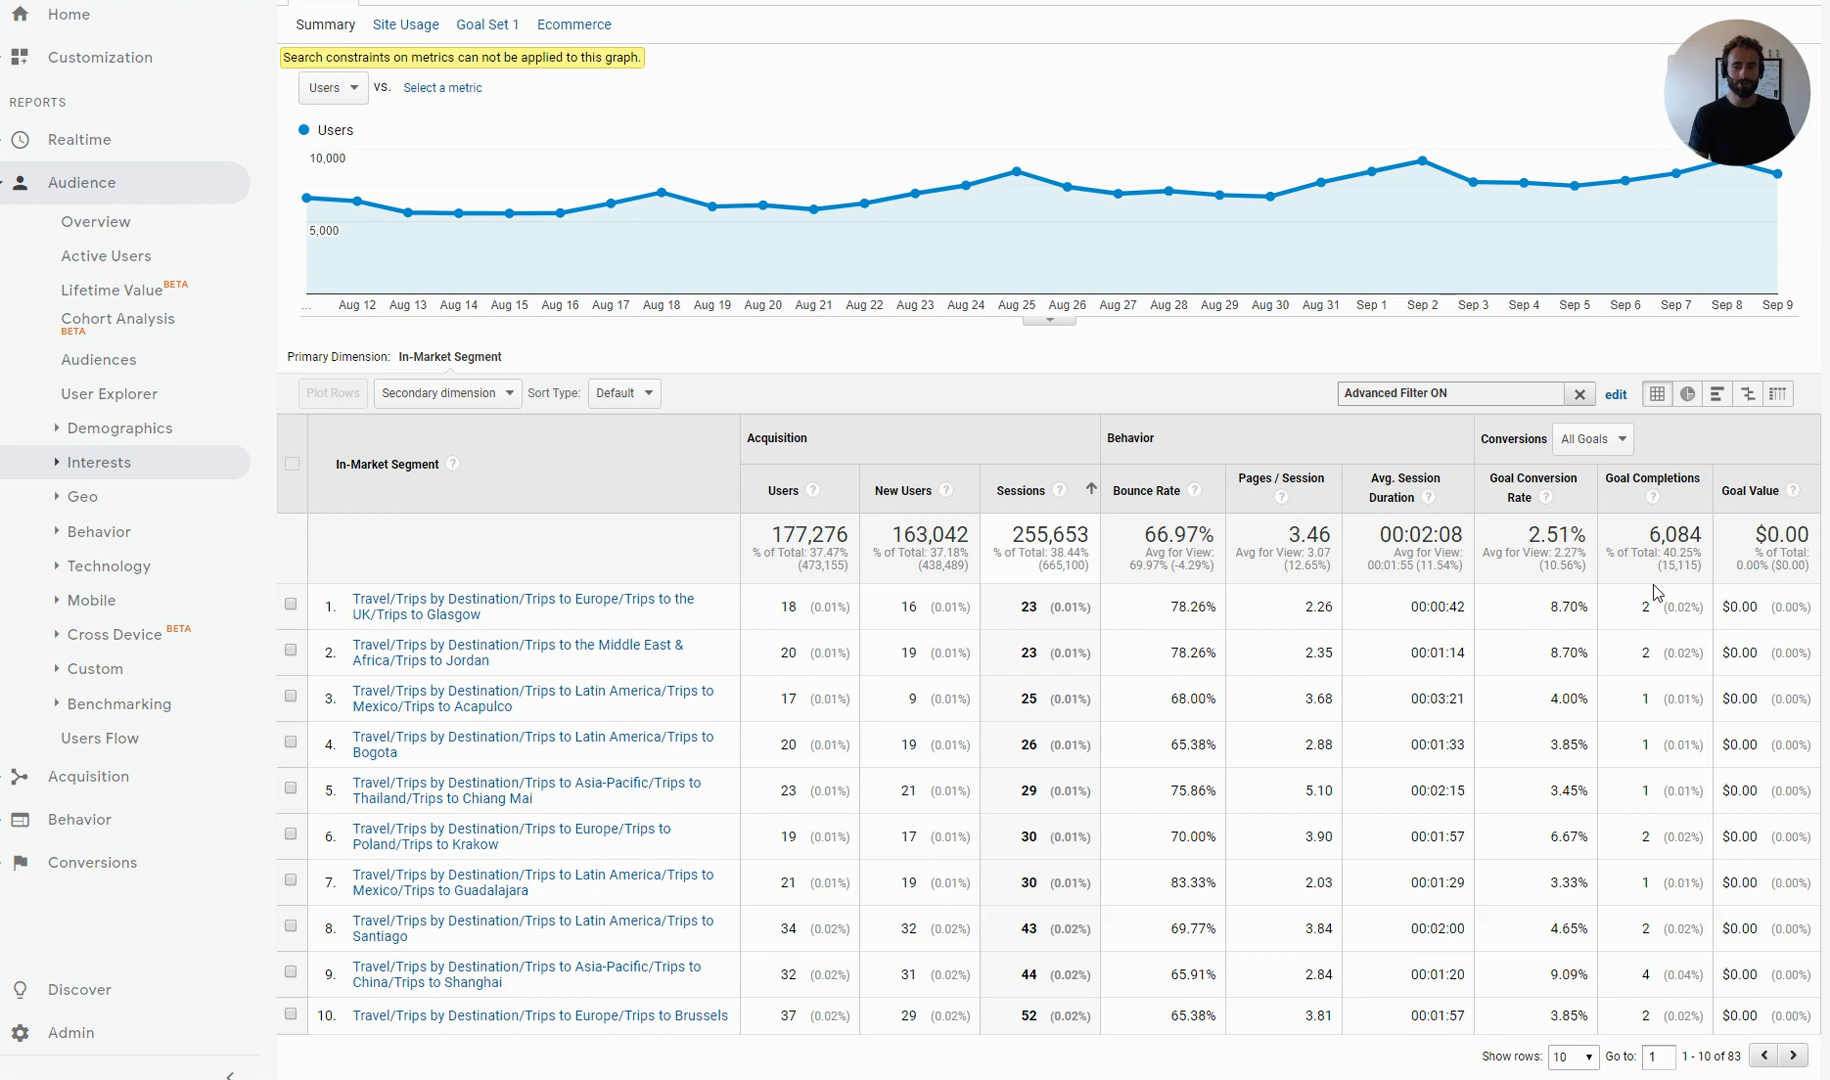 Home
Customization
REPORTS
Realtime
Audience
Overview
Active Users
Lifetime Value BETA
Cohort Analysis
BETA
Audiences
User Explorer
Demographics
Interests
Geo
Behavior
Technology
Mobile
Cross Device BETA
Custom
Benchmarking
Users Flow
Acquisition
Behavior
Conversions
Discover
Admin
Summary Site Usage Goal Set 1 Ecommerce
Search constraints on metrics can not be applied to this graph.
Users VS. Select a metric
Users
10,000
5,000
... Aug 12 Aug 13 Aug 14 Aug 15 Aug 16 Aug 17 Aug 18 Aug 19 Aug 20 Aug 21 Aug 22 Aug 23 Aug 24 Aug 25 Aug 26 Aug 27 Aug 28 Aug 29 Aug 30 Aug 31 Sep 1 Sep 2 Sep 3 Sep 4 Sep 5 Sep 6 Sep 7 Sep 8 Sep 9
Primary Dimension: In-Market Segment
Plot Rows Secondary dimension Sort Type: Default Advanced Filter ON edit
In-Market Segment ?
Acquisition Behavior Conversions All Goals
Users ? New Users ? Sessions ? Bounce Rate ? Pages / Session ? Avg. Session Duration ? Goal Conversion Rate ? Goal Completions ? Goal Value ?
177,276 163,042 255,653 66.97% 3.46 00:02:08 2.51% 6,084 $0.00
% of Total: 37.47% % of Total: 37.18% % of Total: 38.44% Avg for View: Avg for View: 3.07 Avg for View: Avg for View: 2.27% % of Total: 40.25% % of Total:
(473,155) (438,489) (665,100) 69.97% (-4.29%) (12.65%) 00:01:55 (11.54%) (10.56%) (15,115) 0.00% ($0.00)
1. Travel/Trips by Destination/Trips to Europe/Trips to the
UK/Trips to Glasgow
18 (0.01%) 16 (0.01%) 23 (0.01%) 78.26% 2.26 00:00:42 8.70% 2 (0.02%) $0.00 (0.00%)
2. Travel/Trips by Destination/Trips to the Middle East &
Africa/Trips to Jordan
20 (0.01%) 19 (0.01%) 23 (0.01%) 78.26% 2.35 00:01:14 8.70% 2 (0.02%) $0.00 (0.00%)
3. Travel/Trips by Destination/Trips to Latin America/Trips to
Mexico/Trips to Acapulco
17 (0.01%) 9 (0.01%) 25 (0.01%) 68.00% 3.68 00:03:21 4.00% 1 (0.01%) $0.00 (0.00%)
4. Travel/Trips by Destination/Trips to Latin America/Trips to
Bogota
20 (0.01%) 19 (0.01%) 26 (0.01%) 65.38% 2.88 00:01:33 3.85% 1 (0.01%) $0.00 (0.00%)
5. Travel/Trips by Destination/Trips to Asia-Pacific/Trips to
Thailand/Trips to Chiang Mai
23 (0.01%) 21 (0.01%) 29 (0.01%) 75.86% 5.10 00:02:15 3.45% 1 (0.01%) $0.00 (0.00%)
6. Travel/Trips by Destination/Trips to Europe/Trips to
Poland/Trips to Krakow
19 (0.01%) 17 (0.01%) 30 (0.01%) 70.00% 3.90 00:01:57 6.67% 2 (0.02%) $0.00 (0.00%)
7. Travel/Trips by Destination/Trips to Latin America/Trips to
Mexico/Trips to Guadalajara
21 (0.01%) 19 (0.01%) 30 (0.01%) 83.33% 2.03 00:01:29 3.33% 1 (0.01%) $0.00 (0.00%)
8. Travel/Trips by Destination/Trips to Latin America/Trips to
Santiago
34 (0.02%) 32 (0.02%) 43 (0.02%) 69.77% 3.84 00:02:00 4.65% 2 (0.02%) $0.00 (0.00%)
9. Travel/Trips by Destination/Trips to Asia-Pacific/Trips to
China/Trips to Shanghai
32 (0.02%) 31 (0.02%) 44 (0.02%) 65.91% 2.84 00:01:20 9.09% 4 (0.04%) $0.00 (0.00%)
10. Travel/Trips by Destination/Trips to Europe/Trips to Brussels
37 (0.02%) 29 (0.02%) 52 (0.02%) 65.38% 3.81 00:01:57 3.85% 2 (0.02%) $0.00 (0.00%)
Show rows: 10 Go to: 1 1 - 10 of 83